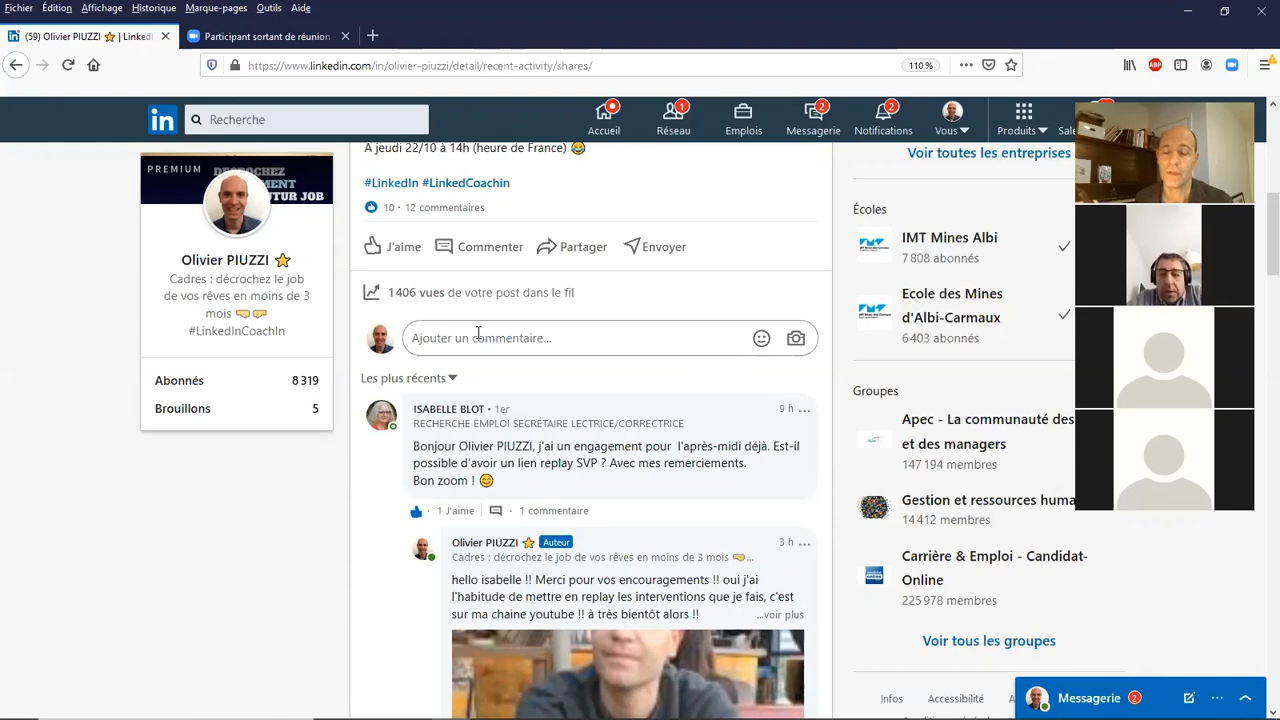 Fichier Édition Affichage Historique Marque-pages Outils Aide
(59) Olivier PIUZZI ⭐ | LinkedI
Participant sortant de réunion -
https://www.linkedin.com/in/olivier-piuzzi/detail/recent-activity/shares/
110 %
ABP
in
Recherche
Accueil
1
Réseau
Emplois
2
Messagerie
2
Notifications
Vous
Produits
PREMIUM
DÉCROCHEZ
TUR JOB
Olivier PIUZZI ⭐
Cadres : décrochez le job
de vos rêves en moins de 3
mois 🤜🤛
#LinkedInCoachIn
Abonnés 8 319
Brouillons 5
A jeudi 22/10 à 14h (heure de France) 😂
#LinkedIn #LinkedCoachin
10 · 12 commentaires
J'aime Commenter Partager Envoyer
1406 vues de votre post dans le fil
Ajouter un commentaire...
Les plus récents
ISABELLE BLOT • 1er
9 h ...
RECHERCHE EMPLOI SECRÉTAIRE LECTRICE/CORRECTRICE
Bonjour Olivier PIUZZI, j'ai un engagement pour l'après-midi déjà. Est-il
possible d'avoir un lien replay SVP ? Avec mes remerciements.
Bon zoom ! 😊
1 J'aime 1 commentaire
Olivier PIUZZI ⭐ Auteur
3 h ...
Cadres : décrochez le job de vos rêves en moins de 3 mois 🤜...
hello isabelle !! Merci pour vos encouragements !! oui j'ai
l'habitude de mettre en replay les interventions que je fais, c'est
sur ma chaine youtube !! à très bientôt alors !!
...voir plus
Voir toutes les entreprises
Écoles
IMT Mines Albi
7 808 abonnés
Ecole des Mines
d'Albi-Carmaux
6 403 abonnés
Groupes
Apec - La communauté des
et des managers
147 194 membres
Gestion et ressources huma
14 412 membres
Carrière & Emploi - Candidat-
Online
225 978 membres
Voir tous les groupes
Infos Accessibilité
Messagerie 2